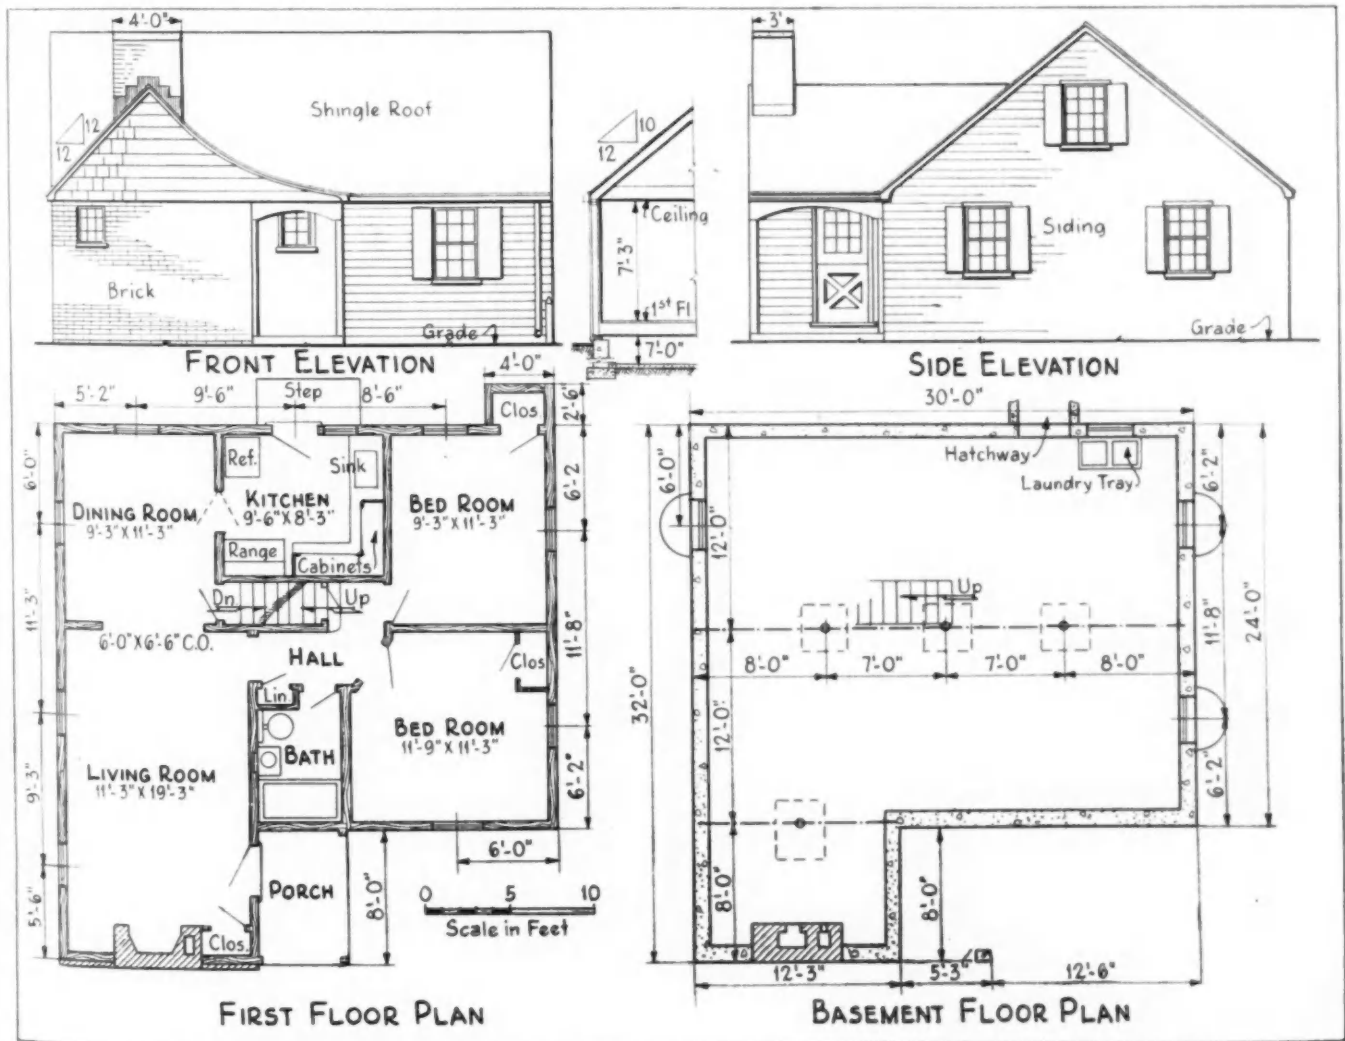 4'-0"
3'
Shingle Roof
12
12
10
12
Ceiling
7'-3"
Siding
Brick
1st Fl
Grade
Grade
7'-0"
FRONT ELEVATION
SIDE ELEVATION
4'-0"
5'-2"
9'-6"
Step
8'-6"
2'-6"
Clos
30'-0"
Hatchway
Laundry Tray
6'-0"
Ref.
Sink
6'-2
DINING ROOM
9'-3" X 11'-3"
KITCHEN
9'-6" X 8'-3"
BED ROOM
9'-3" X 11'-3"
Range
Cabinets
Dn
Up
11'-3"
6'-0" X 6'-6" C.O.
HALL
Clos
11'-8"
Lin
BATH
BED ROOM
11'-9" X 11'-3"
LIVING ROOM
11'-3" X 19'-3"
9'-3"
6'-2"
6'-0"
5'-6"
PORCH
8'-0"
Clos.
0 5 10
Scale in Feet
6'-0"
12'-0"
6'-2"
Up
24'-0"
11'-8"
8'-0"
7'-0"
7'-0"
8'-0"
32'-0"
12'-0"
6'-2"
8'-0"
8'-0"
12'-3"
5'-3"
12'-6"
FIRST FLOOR PLAN
BASEMENT FLOOR PLAN